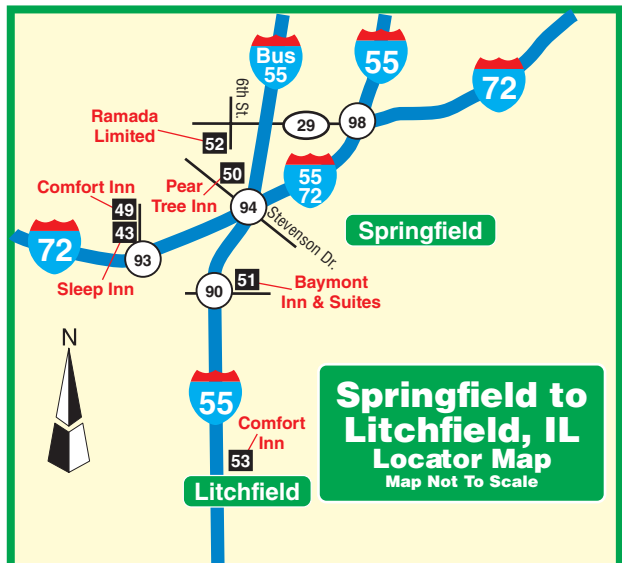 Bus
55
55
72
6th St.
Ramada
Limited
52
29
98
50
Pear
Tree Inn
55
72
Comfort Inn
49
43
94
Stevenson Dr.
Springfield
72
93
Sleep Inn
51
Baymont
Inn & Suites
90
N
55
Springfield to
Litchfield, IL
Locator Map
Map Not To Scale
Comfort
Inn
53
Litchfield